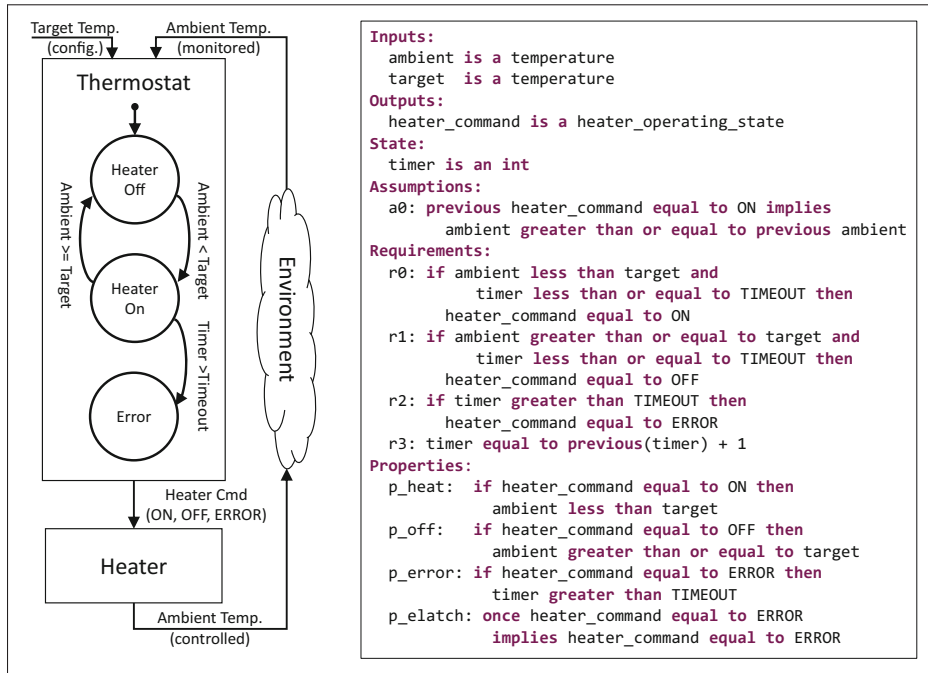 Target Temp.
(config.)
Ambient Temp.
(monitored)
Thermostat
Heater
Off
Ambient >= Target
Ambient < Target
Heater
On
Timer >Timeout
Error
Environment
Heater Cmd
(ON, OFF, ERROR)
Heater
Ambient Temp.
(controlled)
Inputs:
ambient is a temperature
target is a temperature
Outputs:
heater_command is a heater_operating_state
State:
timer is an int
Assumptions:
a0: previous heater_command equal to ON implies
ambient greater than or equal to previous ambient
Requirements:
r0: if ambient less than target and
timer less than or equal to TIMEOUT then
heater_command equal to ON
r1: if ambient greater than or equal to target and
timer less than or equal to TIMEOUT then
heater_command equal to OFF
r2: if timer greater than TIMEOUT then
heater_command equal to ERROR
r3: timer equal to previous(timer) + 1
Properties:
p_heat: if heater_command equal to ON then
ambient less than target
p_off: if heater_command equal to OFF then
ambient greater than or equal to target
p_error: if heater_command equal to ERROR then
timer greater than TIMEOUT
p_elatch: once heater_command equal to ERROR
implies heater_command equal to ERROR